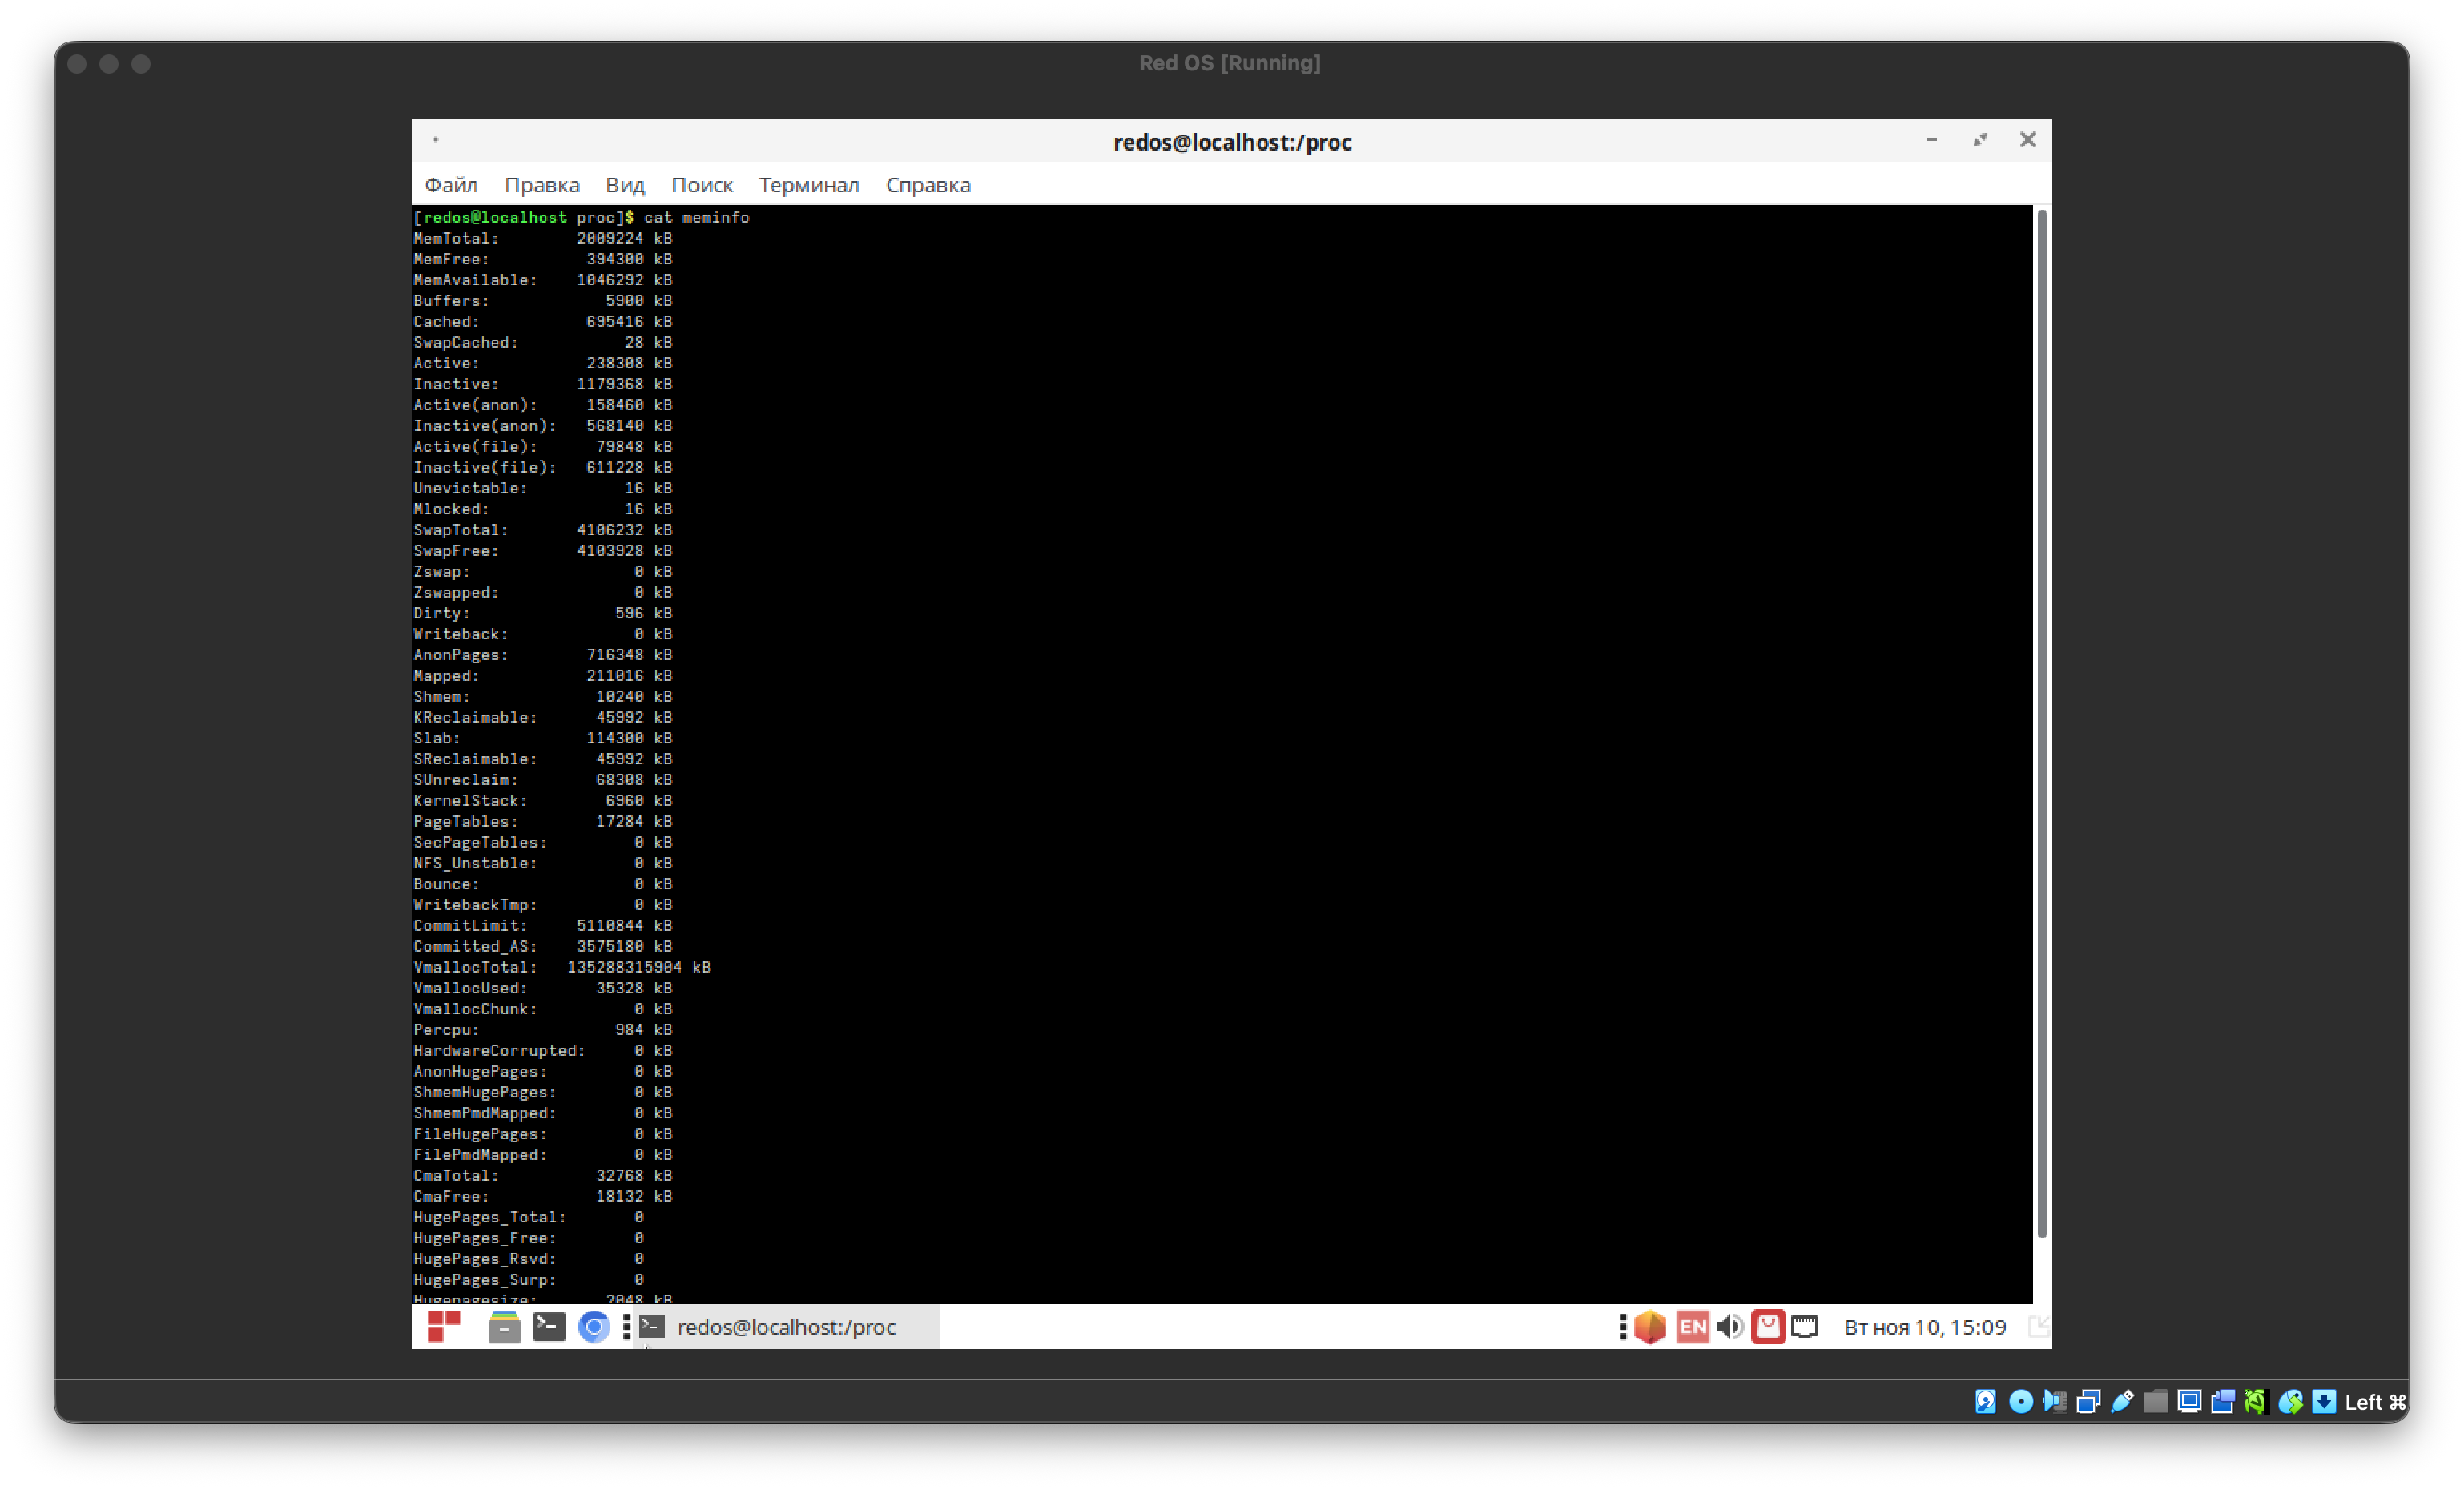 Red OS [Running]
redos@localhost:/proc
Файл Правка Вид Поиск Терминал Справка
[redos@localhost proc]$ cat meminfo
MemTotal: 2009224 kB
MemFree: 394300 kB
MemAvailable: 1046292 kB
Buffers: 5900 kB
Cached: 695416 kB
SwapCached: 28 kB
Active: 238308 kB
Inactive: 1179368 kB
Active(anon): 158460 kB
Inactive(anon): 568140 kB
Active(file): 79848 kB
Inactive(file): 611228 kB
Unevictable: 16 kB
Mlocked: 16 kB
SwapTotal: 4106232 kB
SwapFree: 4103928 kB
Zswap: 0 kB
Zswapped: 0 kB
Dirty: 596 kB
Writeback: 0 kB
AnonPages: 716348 kB
Mapped: 211016 kB
Shmem: 10240 kB
KReclaimable: 45992 kB
Slab: 114300 kB
SReclaimable: 45992 kB
SUnreclaim: 68308 kB
KernelStack: 6960 kB
PageTables: 17284 kB
SecPageTables: 0 kB
NFS_Unstable: 0 kB
Bounce: 0 kB
WritebackTmp: 0 kB
CommitLimit: 5110844 kB
Committed_AS: 3575180 kB
VmallocTotal: 135288315904 kB
VmallocUsed: 35328 kB
VmallocChunk: 0 kB
Percpu: 984 kB
HardwareCorrupted: 0 kB
AnonHugePages: 0 kB
ShmemHugePages: 0 kB
ShmemPmdMapped: 0 kB
FileHugePages: 0 kB
FilePmdMapped: 0 kB
CmaTotal: 32768 kB
CmaFree: 18132 kB
HugePages_Total: 0
HugePages_Free: 0
HugePages_Rsvd: 0
HugePages_Surp: 0
Hugepagesize: 2048 kB
redos@localhost:/proc EN Вт ноя 10, 15:09
Left ⌘